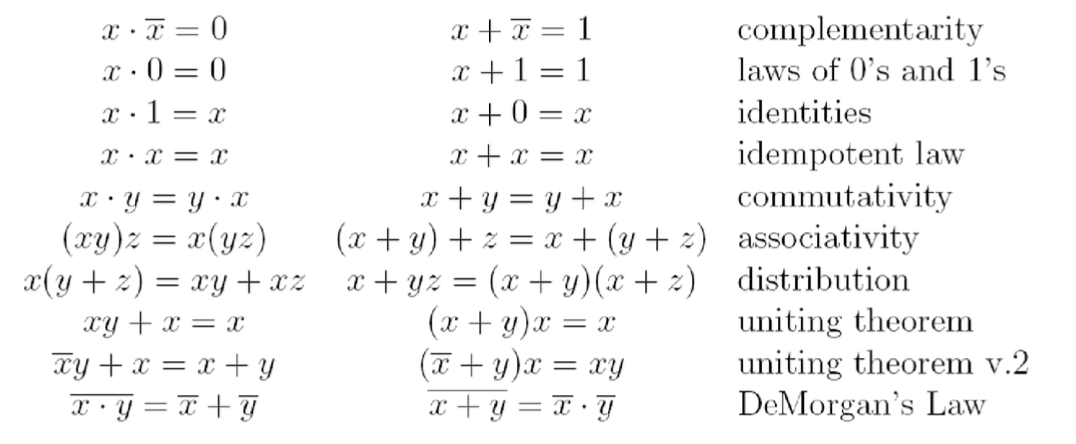 x · x̅ = 0 x + x̅ = 1 complementarity
x · 0 = 0 x + 1 = 1 laws of 0's and 1's
x · 1 = x x + 0 = x identities
x · x = x x + x = x idempotent law
x · y = y · x x + y = y + x commutativity
(xy)z = x(yz) (x + y) + z = x + (y + z) associativity
x(y + z) = xy + xz x + yz = (x + y)(x + z) distribution
xy + x = x (x + y)x = x uniting theorem
x̅y + x = x + y (x̅ + y)x = xy uniting theorem v.2
x̅ ̅·̅ ̅y̅ = x̅ + y̅ x̅ ̅+̅ ̅y̅ = x̅ · y̅ DeMorgan's Law